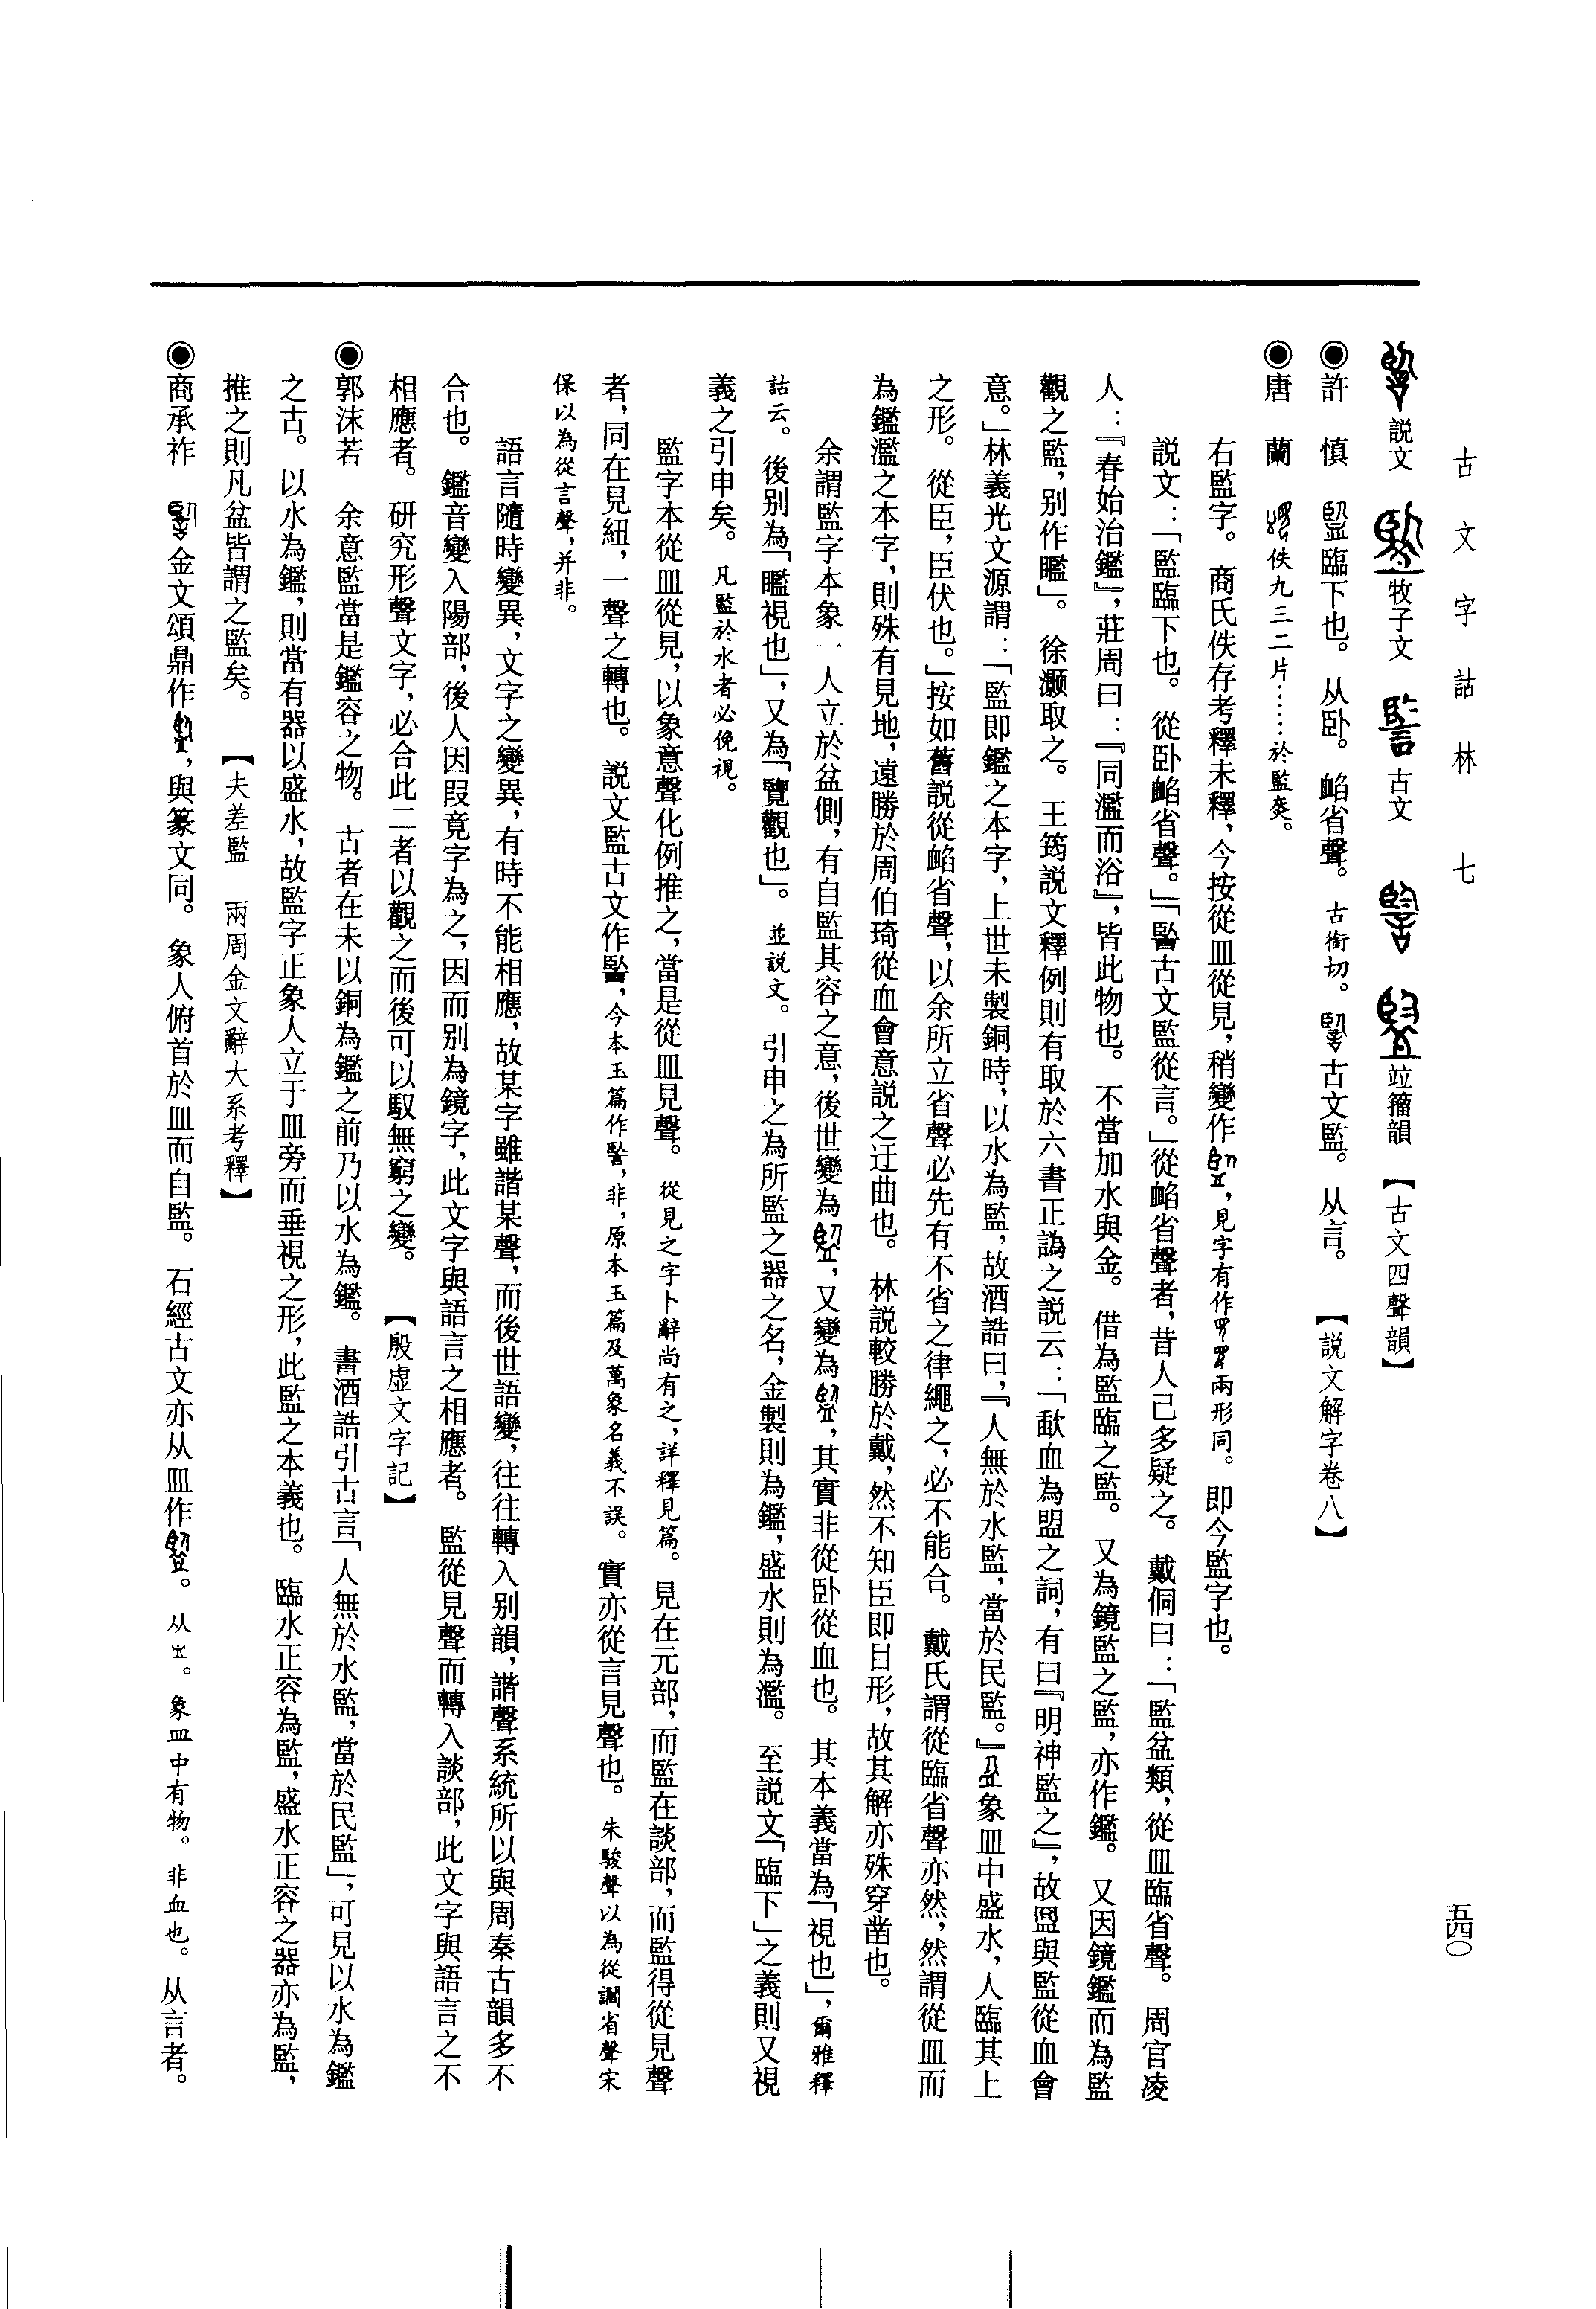 古文字詁林 七
五四〇
説文 牧子文 古文 竝籀韻 【古文四聲韻】
◉許 慎 監臨下也。从卧。䘓省聲。古銜切。古文監。从言。 【説文解字卷八】
◉唐 蘭 佚九三二片……於監𡘋。
右監字。商氏佚存考釋未釋,今按從皿從見,稍變作,見字有作兩形同。即今監字也。
説文:「監臨下也。從卧䘓省聲。」「𧨡古文監從言。」從䘓省聲者,昔人已多疑之。戴侗曰:「監盆類,從皿臨省聲。周官凌
人:『春始治鑑』,莊周曰:『同濫而浴』,皆此物也。不當加水與金。借為監臨之監。又為鏡監之監,亦作鑑。又因鏡鑑而為監
觀之監,别作䁫」。徐灝取之。王筠説文釋例則有取於六書正譌之説云:「歃血為盟之詞,有曰『明神監之』,故盟與監從血會
意。」林義光文源謂:「監即鑑之本字,上世未製銅時,以水為監,故酒誥曰,『人無於水監,當於民監。』象皿中盛水,人臨其上
之形。從臣,臣伏也。」按如舊説從䘓省聲,以余所立省聲必先有不省之律繩之,必不能合。戴氏謂從臨省聲亦然,然謂從皿而
為鑑濫之本字,則殊有見地,遠勝於周伯琦從血會意説之迂曲也。林説較勝於戴,然不知臣即目形,故其解亦殊穿凿也。
余謂監字本象一人立於盆側,有自監其容之意,後世變為,又變為,其實非從卧從血也。其本義當為「視也」,爾雅釋
詁云。後别為「䁫視也」,又為「覽觀也」。並説文。引申之為所監之器之名,金製則為鑑,盛水則為濫。至説文「臨下」之義則又視
義之引申矣。凡監於水者必俛視。
監字本從皿從見,以象意聲化例推之,當是從皿見聲。從見之字卜辭尚有之,詳釋見篇。見在元部,而監在談部,而監得從見聲
者,同在見紐,一聲之轉也。説文監古文作𧨡,今本玉篇作,非,原本玉篇及萬象名義不誤。實亦從言見聲也。朱駿聲以為從讇省聲宋
保以為從言聲,并非。
語言隨時變異,文字之變異,有時不能相應,故某字雖諧某聲,而後世語變,往往轉入别韻,諧聲系統所以與周秦古韻多不
合也。鑑音變入陽部,後人因叚竟字為之,因而别為鏡字,此文字與語言之相應者。監從見聲而轉入談部,此文字與語言之不
相應者。研究形聲文字,必合此二者以觀之而後可以馭無窮之變。 【殷虛文字記】
◉郭沫若 余意監當是鑑容之物。古者在未以銅為鑑之前乃以水為鑑。書酒誥引古言「人無於水監,當於民監」,可見以水為鑑
之古。以水為鑑,則當有器以盛水,故監字正象人立于皿旁而垂視之形,此監之本義也。臨水正容為監,盛水正容之器亦為監,
推之則凡盆皆謂之監矣。 【夫差監 兩周金文辭大系考釋】
◉商承祚 金文頌鼎作,與篆文同。象人俯首於皿而自監。石經古文亦从皿作。从。象皿中有物。非血也。从言者。